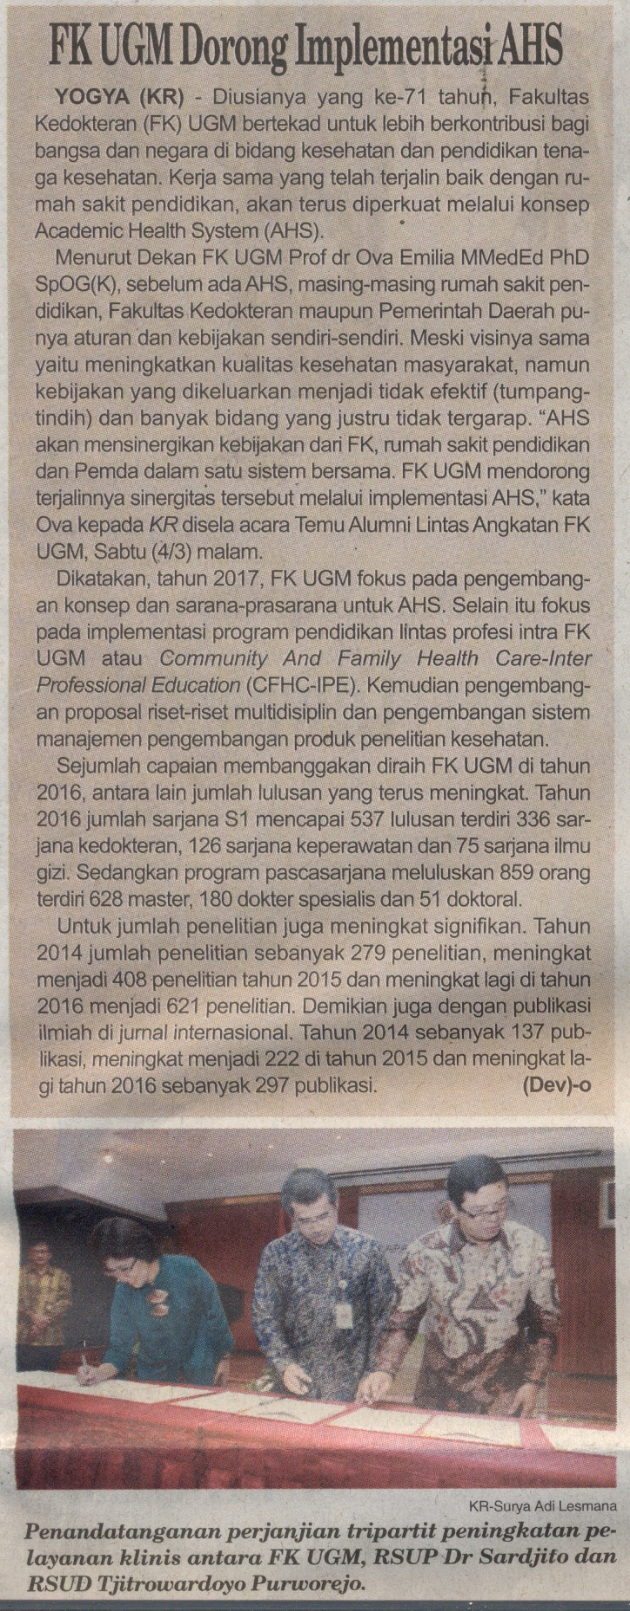 FK UGM Dorong Implementasi AHS
YOGYA (KR) - Diusianya yang ke-71 tahun, Fakultas
Kedokteran (FK) UGM bertekad untuk lebih berkontribusi bagi
bangsa dan negara di bidang kesehatan dan pendidikan tena-
ga kesehatan. Kerja sama yang telah terjalin baik dengan ru-
mah sakit pendidikan, akan terus diperkuat melalui konsep
Academic Health System (AHS).
Menurut Dekan FK UGM Prof dr Ova Emilia MMedEd PhD
SpOG(K), sebelum ada AHS, masing-masing rumah sakit pen-
didikan, Fakultas Kedokteran maupun Pemerintah Daerah pu-
nya aturan dan kebijakan sendiri-sendiri. Meski visinya sama
yaitu meningkatkan kualitas kesehatan masyarakat, namun
kebijakan yang dikeluarkan menjadi tidak efektif (tumpang-
tindih) dan banyak bidang yang justru tidak tergarap. “AHS
akan mensinergikan kebijakan dari FK, rumah sakit pendidikan
dan Pemda dalam satu sistem bersama. FK UGM mendorong
terjalinnya sinergitas tersebut melalui implementasi AHS,” kata
Ova kepada KR disela acara Temu Alumni Lintas Angkatan FK
UGM, Sabtu (4/3) malam.
Dikatakan, tahun 2017, FK UGM fokus pada pengembang-
an konsep dan sarana-prasarana untuk AHS. Selain itu fokus
pada implementasi program pendidikan lintas profesi intra FK
UGM atau Community And Family Health Care-Inter
Professional Education (CFHC-IPE). Kemudian pengembang-
an proposal riset-riset multidisiplin dan pengembangan sistem
manajemen pengembangan produk penelitian kesehatan.
Sejumlah capaian membanggakan diraih FK UGM di tahun
2016, antara lain jumlah lulusan yang terus meningkat. Tahun
2016 jumlah sarjana S1 mencapai 537 lulusan terdiri 336 sar-
jana kedokteran, 126 sarjana keperawatan dan 75 sarjana ilmu
gizi. Sedangkan program pascasarjana meluluskan 859 orang
terdiri 628 master, 180 dokter spesialis dan 51 doktoral.
Untuk jumlah penelitian juga meningkat signifikan. Tahun
2014 jumlah penelitian sebanyak 279 penelitian, meningkat
menjadi 408 penelitian tahun 2015 dan meningkat lagi di tahun
2016 menjadi 621 penelitian. Demikian juga dengan publikasi
ilmiah di jurnal internasional. Tahun 2014 sebanyak 137 pub-
likasi, meningkat menjadi 222 di tahun 2015 dan meningkat la-
gi tahun 2016 sebanyak 297 publikasi. (Dev)-o
KR-Surya Adi Lesmana
Penandatanganan perjanjian tripartit peningkatan pe-
layanan klinis antara FK UGM, RSUP Dr Sardjito dan
RSUD Tjitrowardoyo Purworejo.